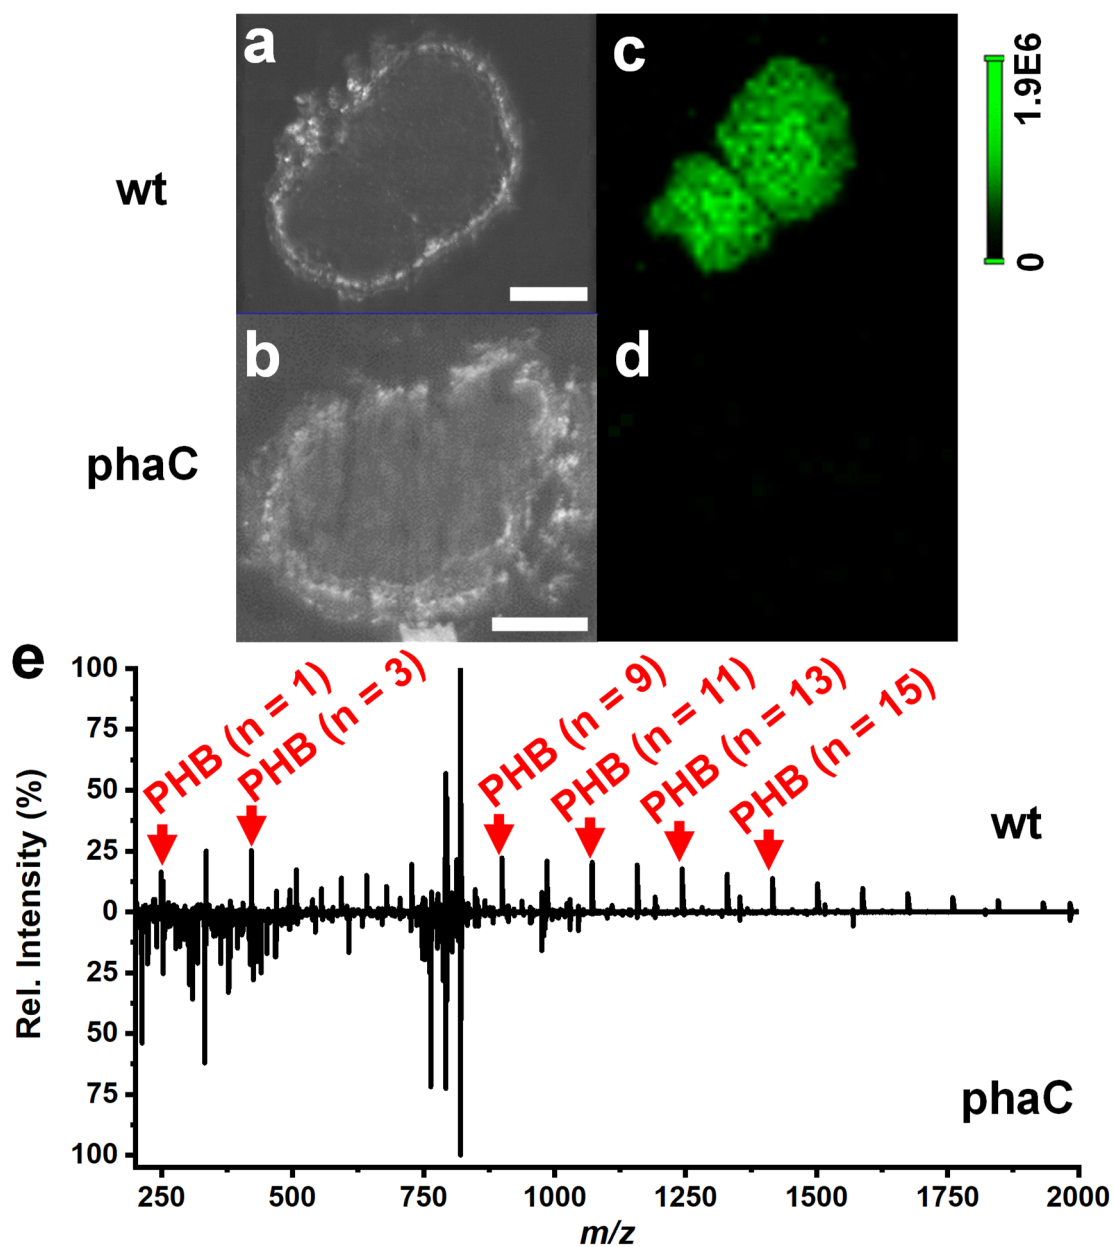 a
c
1.9E6
0
wt
b
d
phaC
e
PHB (n = 1)
PHB (n = 3)
PHB (n = 9)
PHB (n = 11)
PHB (n = 13)
PHB (n = 15)
wt
phaC
Rel. Intensity (%)
100
75
50
25
0
25
50
75
100
250 500 750 1000 1250 1500 1750 2000
m/z